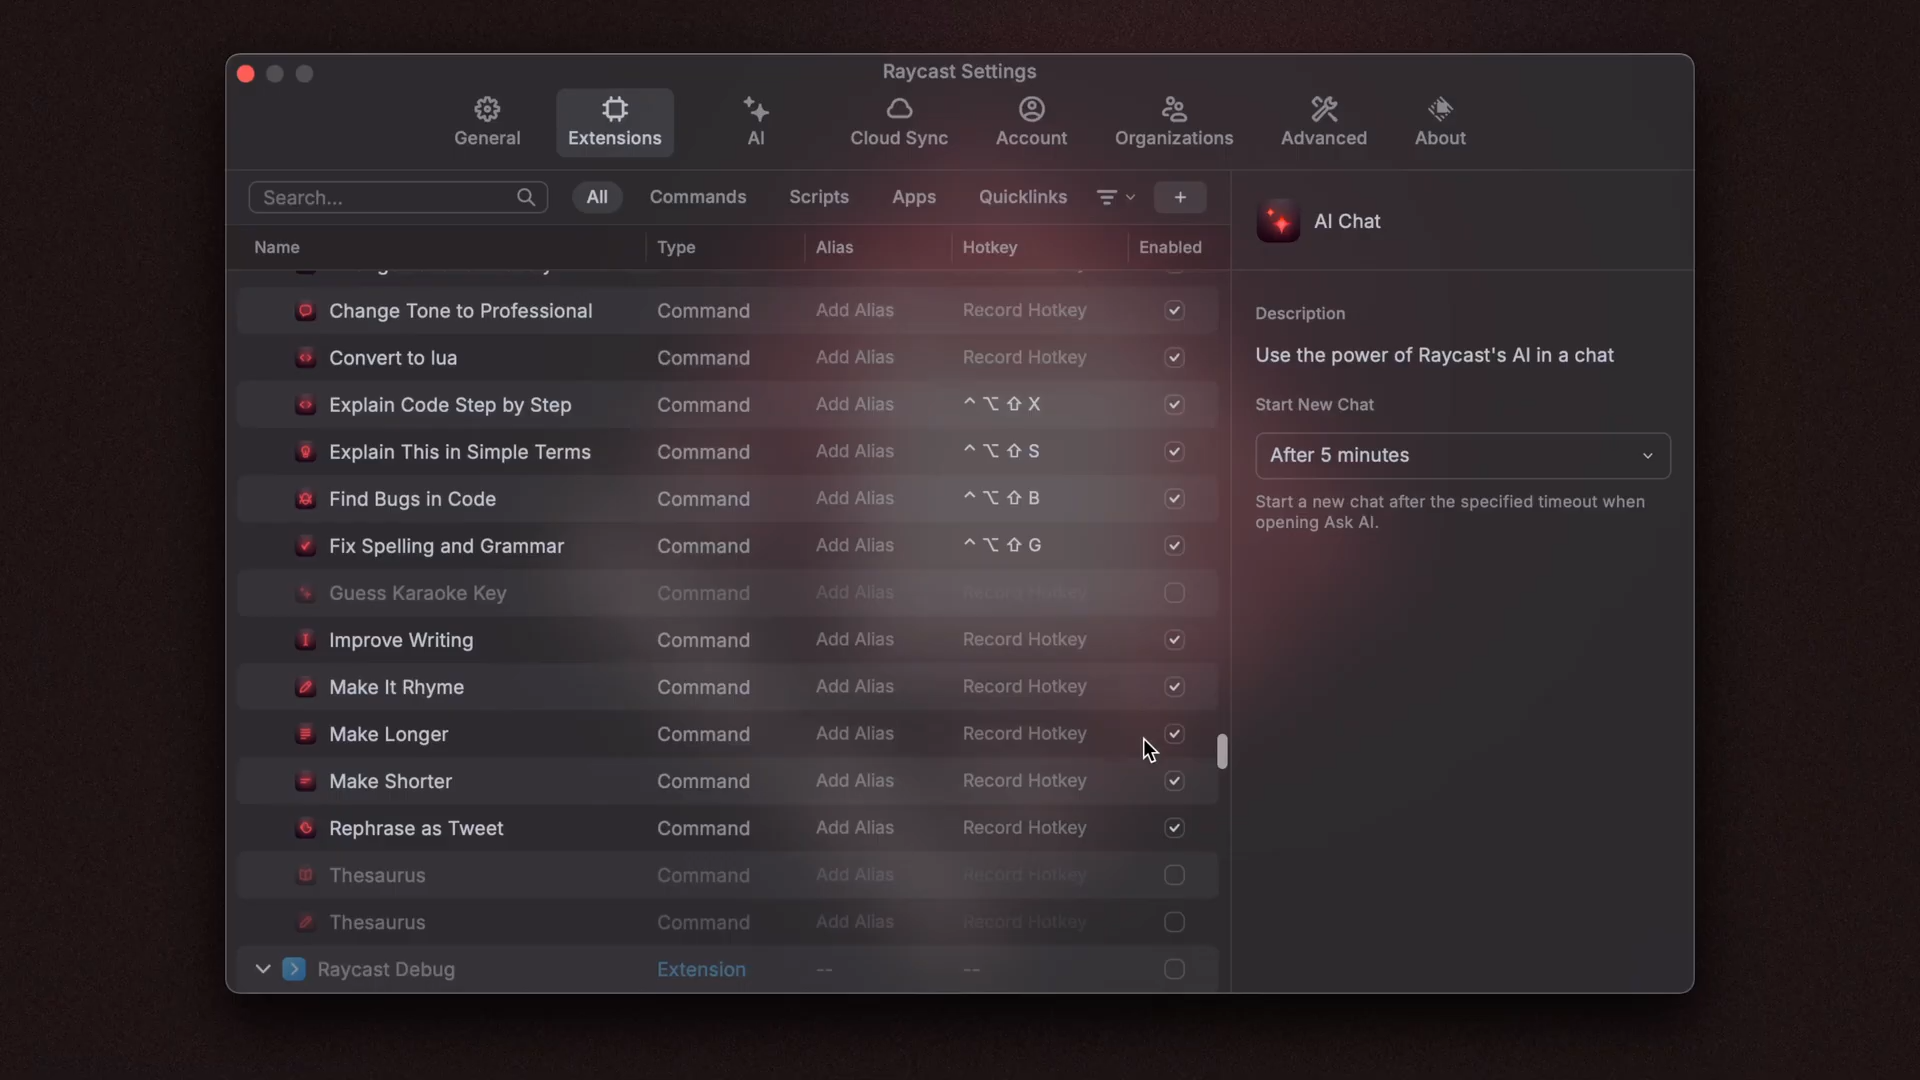 Raycast Settings
General
Extensions
AI
Cloud Sync
Account
Organizations
Advanced
About
Search...
All
Commands
Scripts
Apps
Quicklinks
+
Name Type Alias Hotkey Enabled
Change Tone to Professional Command Add Alias Record Hotkey
Convert to lua Command Add Alias Record Hotkey
Explain Code Step by Step Command Add Alias ^ ⌥ ⇧ X
Explain This in Simple Terms Command Add Alias ^ ⌥ ⇧ S
Find Bugs in Code Command Add Alias ^ ⌥ ⇧ B
Fix Spelling and Grammar Command Add Alias ^ ⌥ ⇧ G
Guess Karaoke Key Command Add Alias Record Hotkey
Improve Writing Command Add Alias Record Hotkey
Make It Rhyme Command Add Alias Record Hotkey
Make Longer Command Add Alias Record Hotkey
Make Shorter Command Add Alias Record Hotkey
Rephrase as Tweet Command Add Alias Record Hotkey
Thesaurus Command Add Alias Record Hotkey
Thesaurus Command Add Alias Record Hotkey
Raycast Debug Extension -- --
AI Chat
Description
Use the power of Raycast's AI in a chat
Start New Chat
After 5 minutes
Start a new chat after the specified timeout when
opening Ask AI.